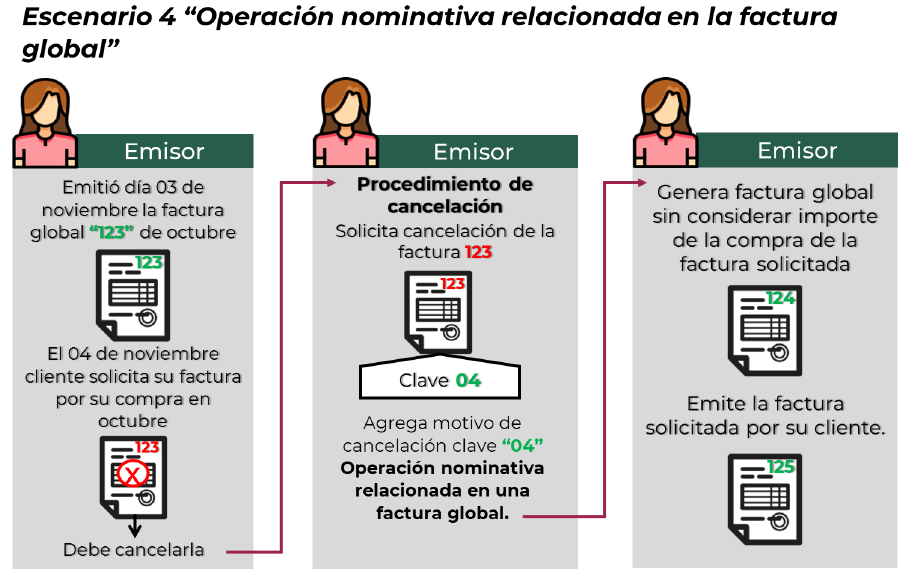 Escenario 4 “Operación nominativa relacionada en la factura
global”
Emisor
Emitió día 03 de
noviembre la factura
global “123” de octubre
123
El 04 de noviembre
cliente solicita su factura
por su compra en
octubre
123
X
Debe cancelarla
Emisor
Procedimiento de
cancelación
Solicita cancelación de la
factura 123
123
Clave 04
Agrega motivo de
cancelación clave “04”
Operación nominativa
relacionada en una
factura global.
Emisor
Genera factura global
sin considerar importe
de la compra de la
factura solicitada
124
Emite la factura
solicitada por su cliente.
125